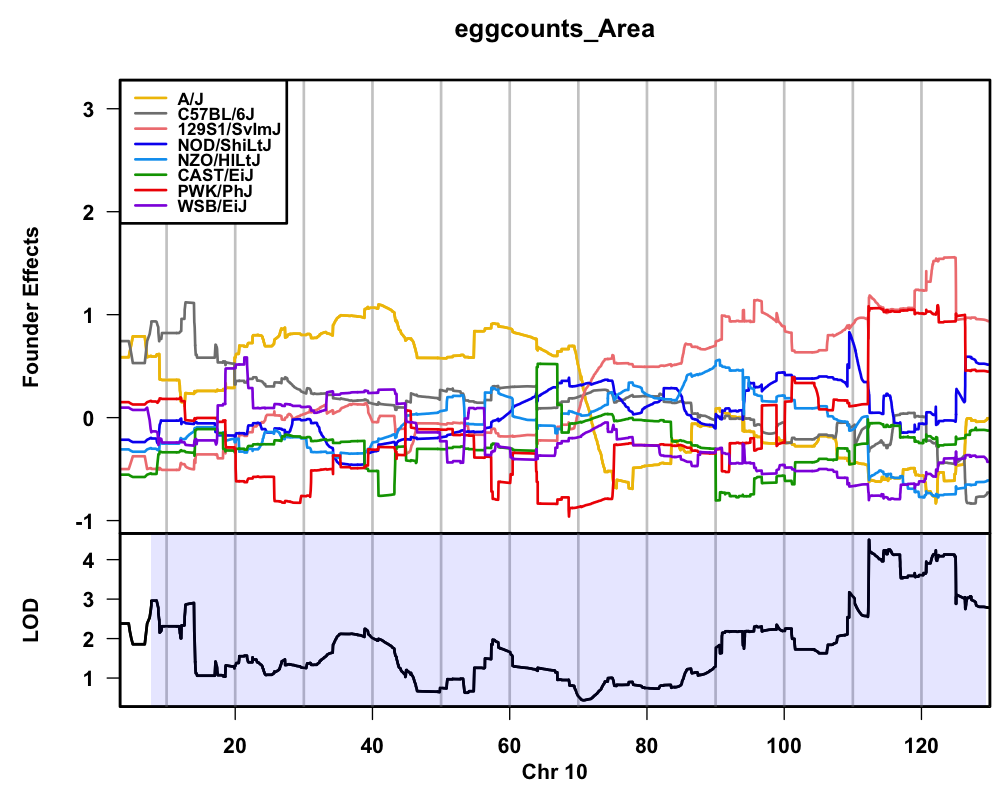 eggcounts_Area
A/J
C57BL/6J
129S1/SvImJ
NOD/ShiLtJ
NZO/HlLtJ
CAST/EiJ
PWK/PhJ
WSB/EiJ
Founder Effects
3
2
1
0
-1
LOD
4
3
2
1
20 40 60 80 100 120
Chr 10